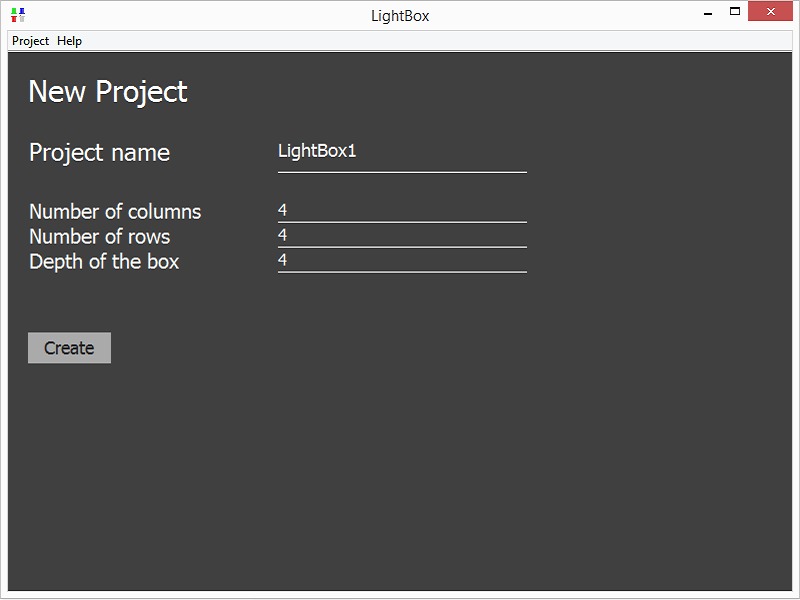 LightBox
Project Help
New Project
Project name LightBox1
Number of columns 4
Number of rows 4
Depth of the box 4
Create